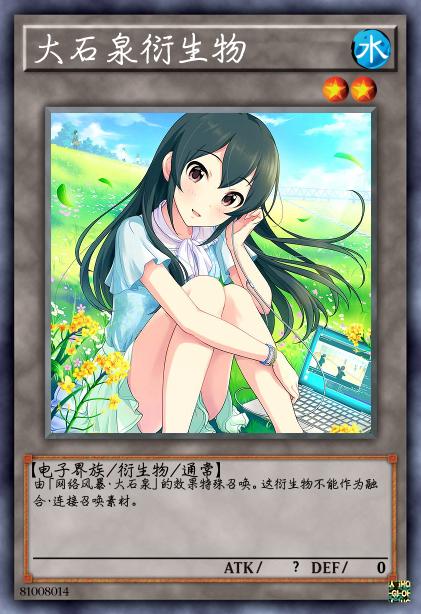 大石泉衍生物
水
【电子界族/衍生物/通常】
由「网络风暴·大石泉」的效果特殊召唤。这衍生物不能作为融
合·连接召唤素材。
ATK/ ? DEF/ 0
81008014